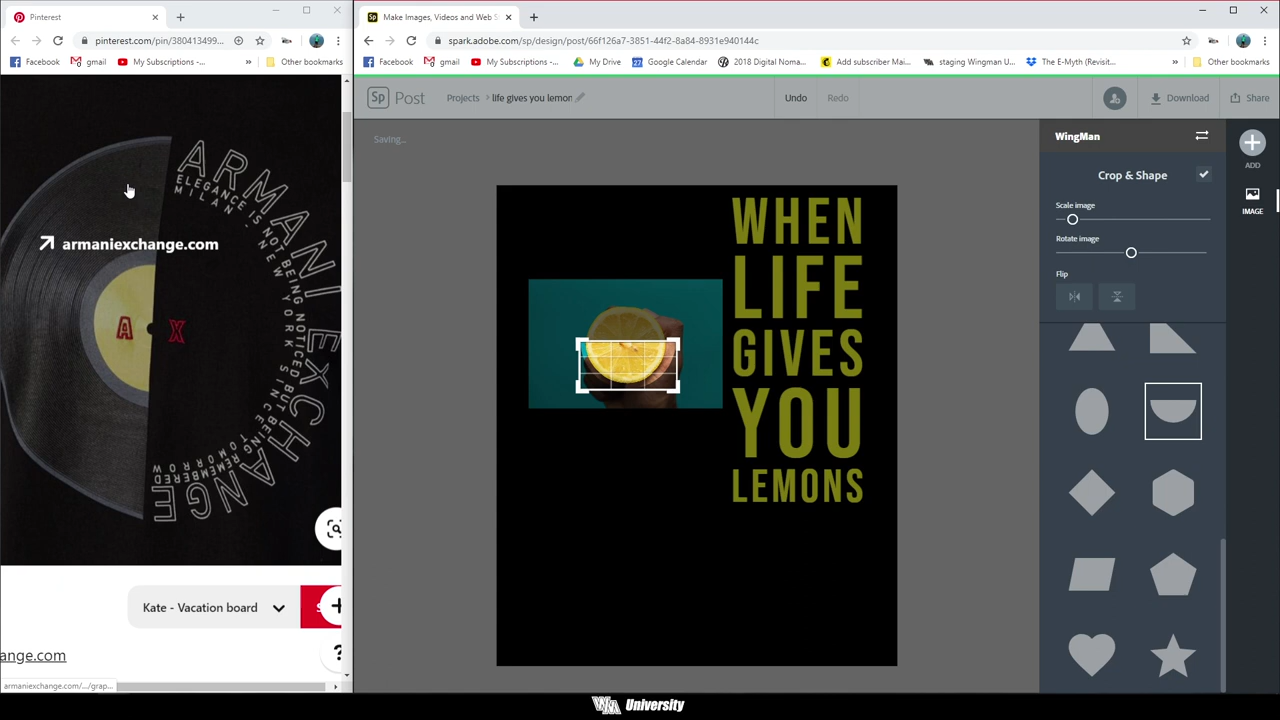 Pinterest
pinterest.com/pin/380413499...
Facebook
gmail
My Subscriptions -...
»
Other bookmarks
ARMANI EXCHANGE
ELEGANCE IS NOT BEING NOTICED BUT BEING REMEMBERED
MILAN - NEW YORK SINCE TOMORROW
armaniexchange.com
A X
Kate - Vacation board
ange.com
?
armaniexchange.com/.../grap...
Make Images, Videos and Web S
spark.adobe.com/sp/design/post/66f126a7-3851-44f2-8a84-8931e940144c
Facebook
gmail
My Subscriptions -...
My Drive
Google Calendar
2018 Digital Noma...
Add subscriber Mai...
staging Wingman U...
The E-Myth (Revisit...
»
Other bookmarks
Sp Post
Projects
life gives you lemon
Undo
Redo
Download
Share
Saving...
WHEN
LIFE
GIVES
YOU
LEMONS
WingMan
Crop & Shape
Scale image
Rotate image
Flip
ADD
IMAGE
University